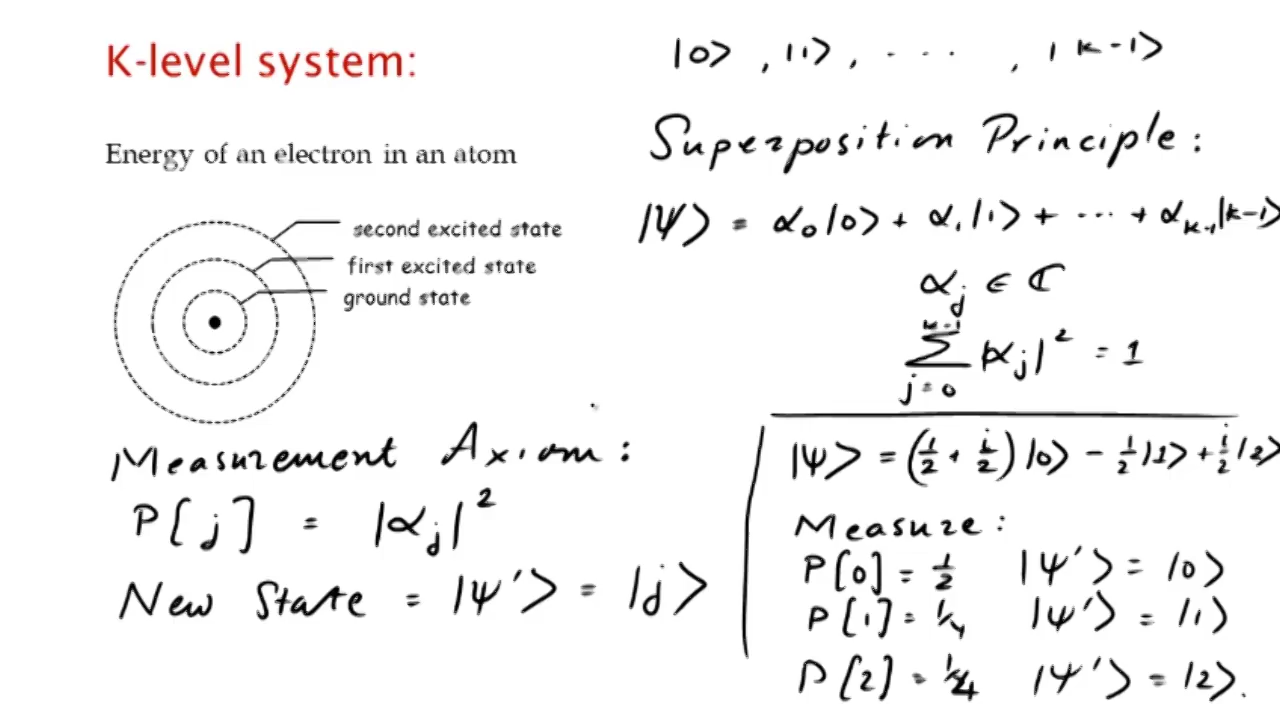 K-level system:
|0⟩ , |1⟩ , · · · · , |k-1⟩
Superposition Principle:
Energy of an electron in an atom
|Ψ⟩ = α₀|0⟩ + α₁|1⟩ + ··· + αₖ₋₁|k-1⟩
second excited state
first excited state
ground state
αⱼ ∈ ℂ
k-1
Σ |αⱼ|² = 1
j=0
Measurement Axiom:
P[j] = |αⱼ|²
New State = |Ψ'⟩ = |j⟩
|Ψ⟩ = (1/2 + i/2)|0⟩ - 1/2|1⟩ + i/2|2⟩
Measure:
P[0] = 1/2 |Ψ'⟩ = |0⟩
P[1] = 1/4 |Ψ'⟩ = |1⟩
P[2] = 1/4 |Ψ'⟩ = |2⟩.